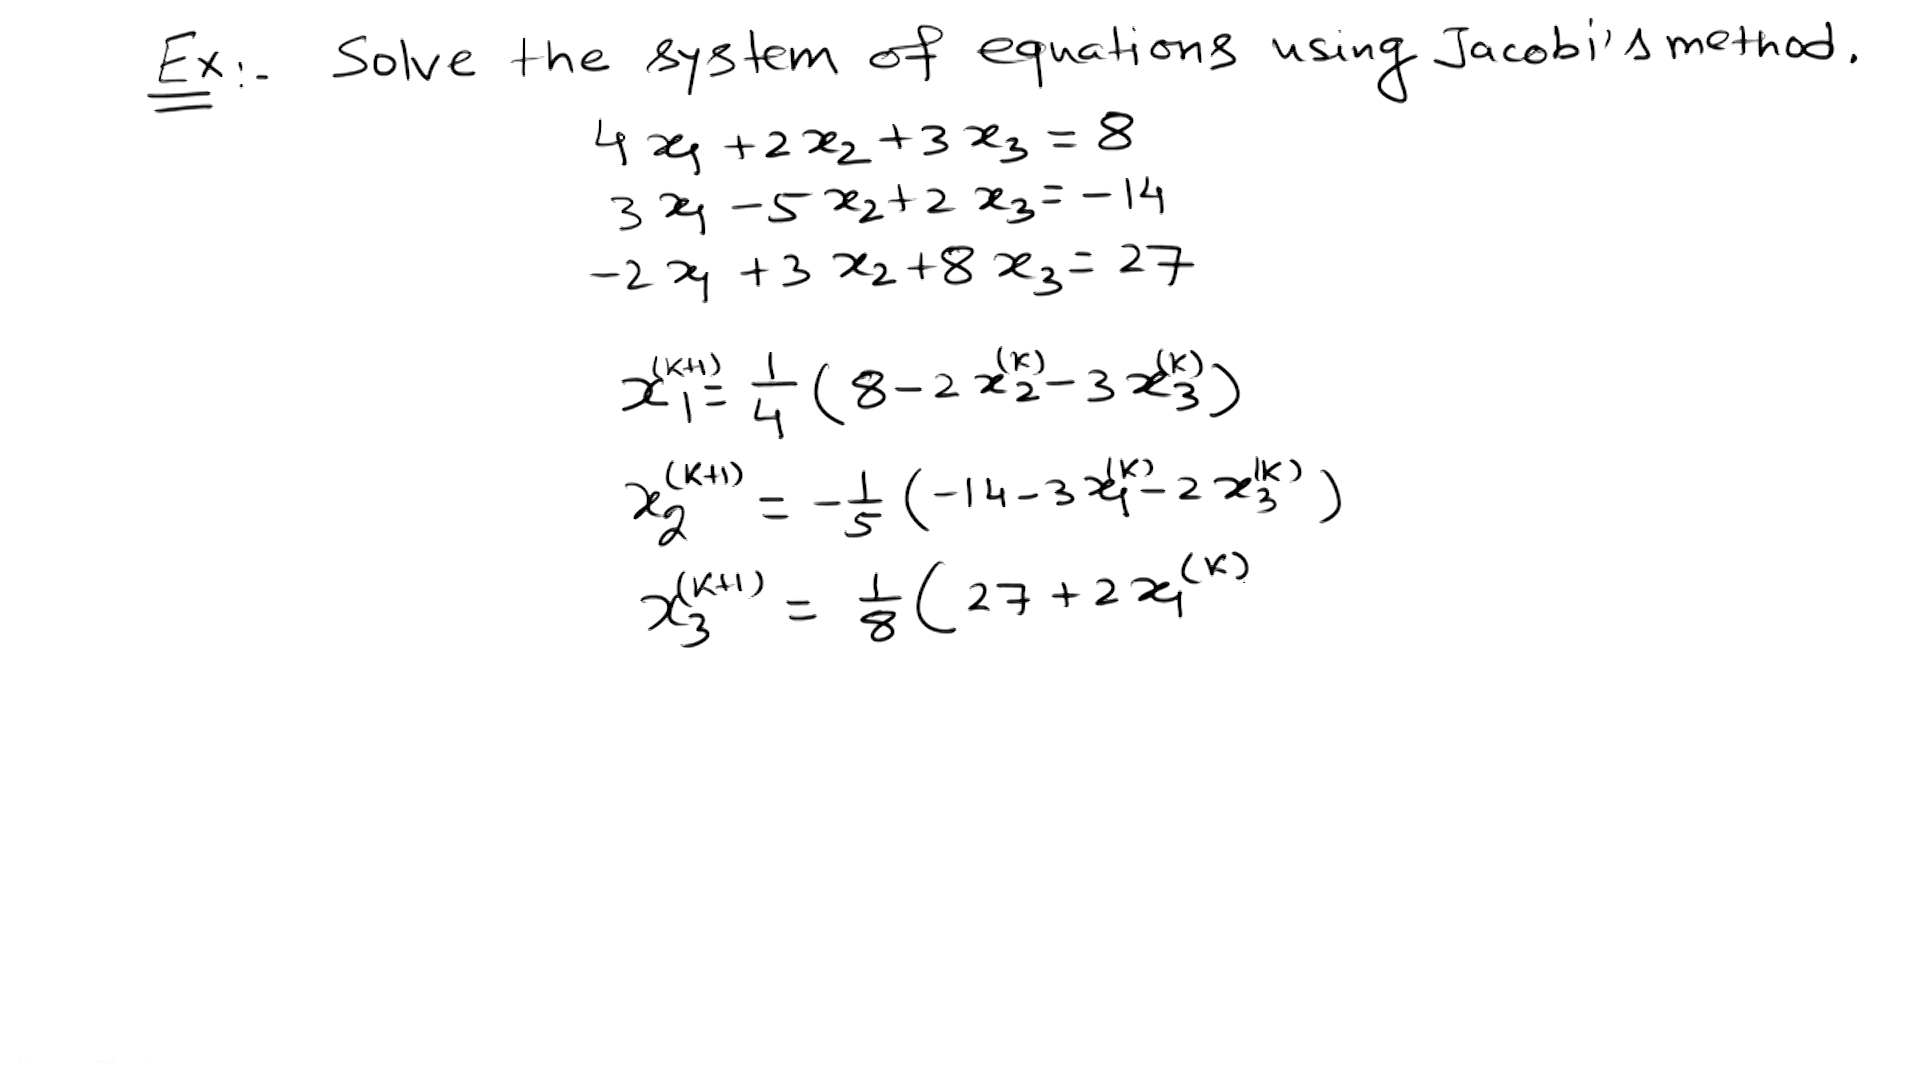 Ex:- Solve the system of equations using Jacobi's method.
4x₁ + 2x₂ + 3x₃ = 8
3x₁ - 5x₂ + 2x₃ = -14
-2x₁ + 3x₂ + 8x₃ = 27
x₁^(K+1) = 1/4 (8 - 2x₂^(K) - 3x₃^(K))
x₂^(K+1) = -1/5 (-14 - 3x₁^(K) - 2x₃^(K))
x₃^(K+1) = 1/8 (27 + 2x₁^(K)